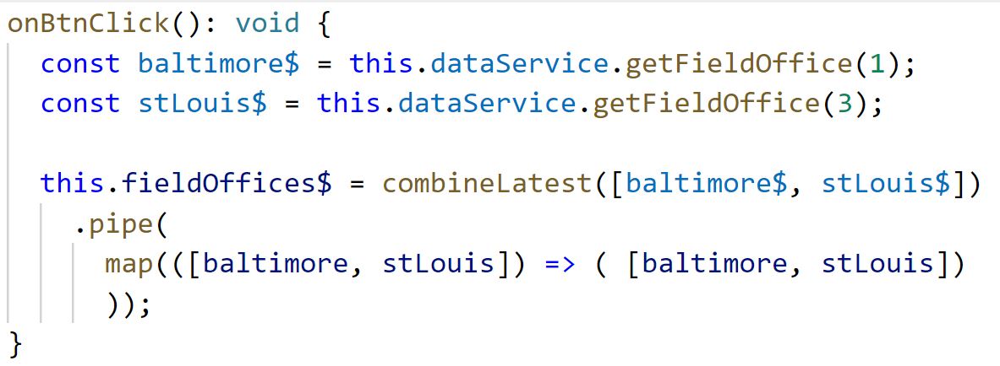 onBtnClick(): void {
const baltimore$ = this.dataService.getFieldOffice(1);
const stLouis$ = this.dataService.getFieldOffice(3);
this.fieldOffices$ = combineLatest([baltimore$, stLouis$])
.pipe(
map(([baltimore, stLouis]) => ( [baltimore, stLouis])
));
}